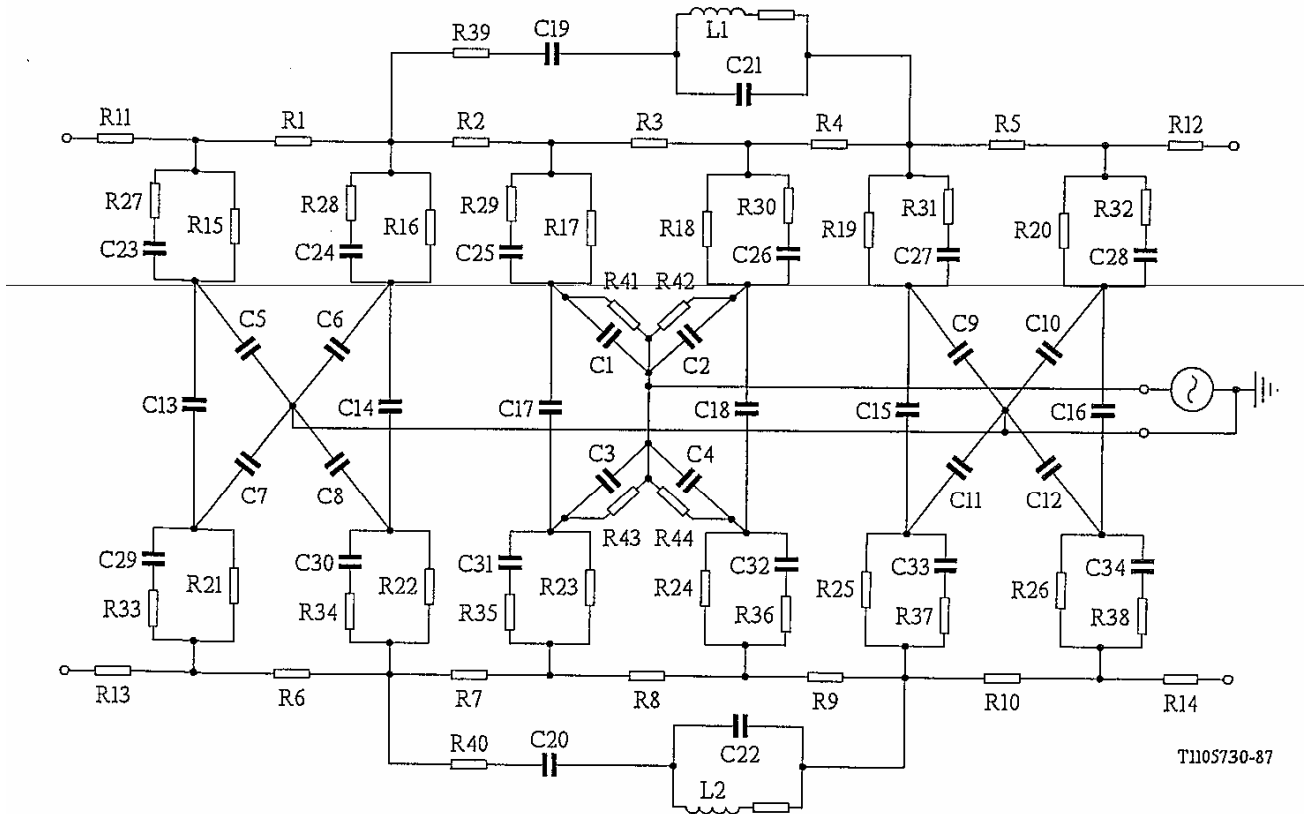 L1
R39 C19
C21
R11 R1 R2 R3 R4 R5 R12
R27 R15 R28 R16 R29 R17 R18 R30 R19 R31 R20 R32
C23 C24 C25 C26 C27 C28
R41 R42
C5 C6 C1 C2 C9 C10
C13 C14 C17 C18 C15 C16
C7 C8 C3 C4 C11 C12
R43 R44
C29 R21 C30 R22 C31 R23 R24 C32 R25 C33 R26 C34
R33 R34 R35 R36 R37 R38
R13 R6 R7 R8 R9 R10 R14
R40 C20 C22
L2
T1105730-87